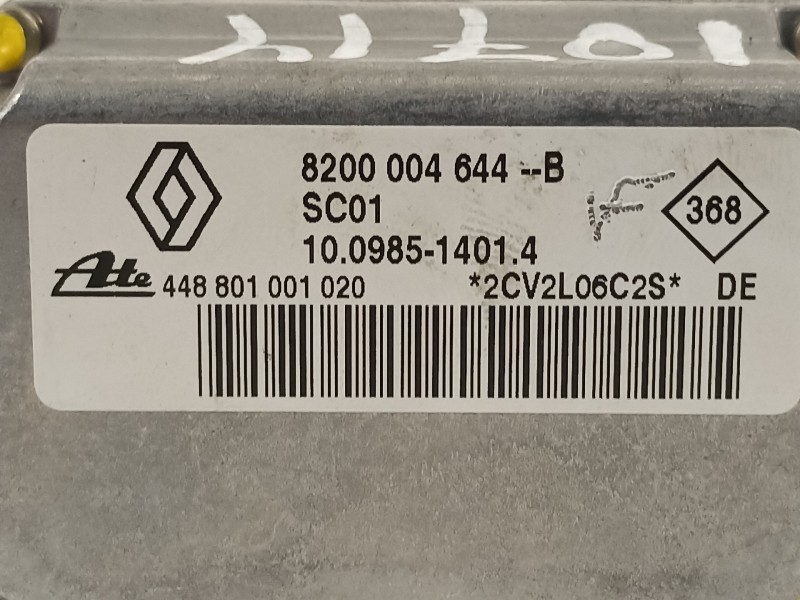 8200 004 644 --B
SC01
10.0985-1401.4
368
Ate 448 801 001 020 *2CV2L06C2S* DE